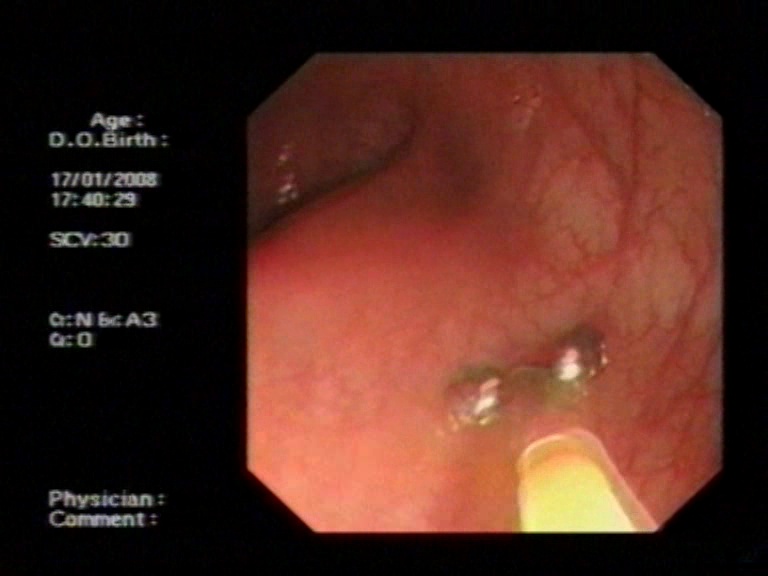 Age:
D.O.Birth:
17/01/2008
17:40:29
SCV:30
Physician:
Comment: